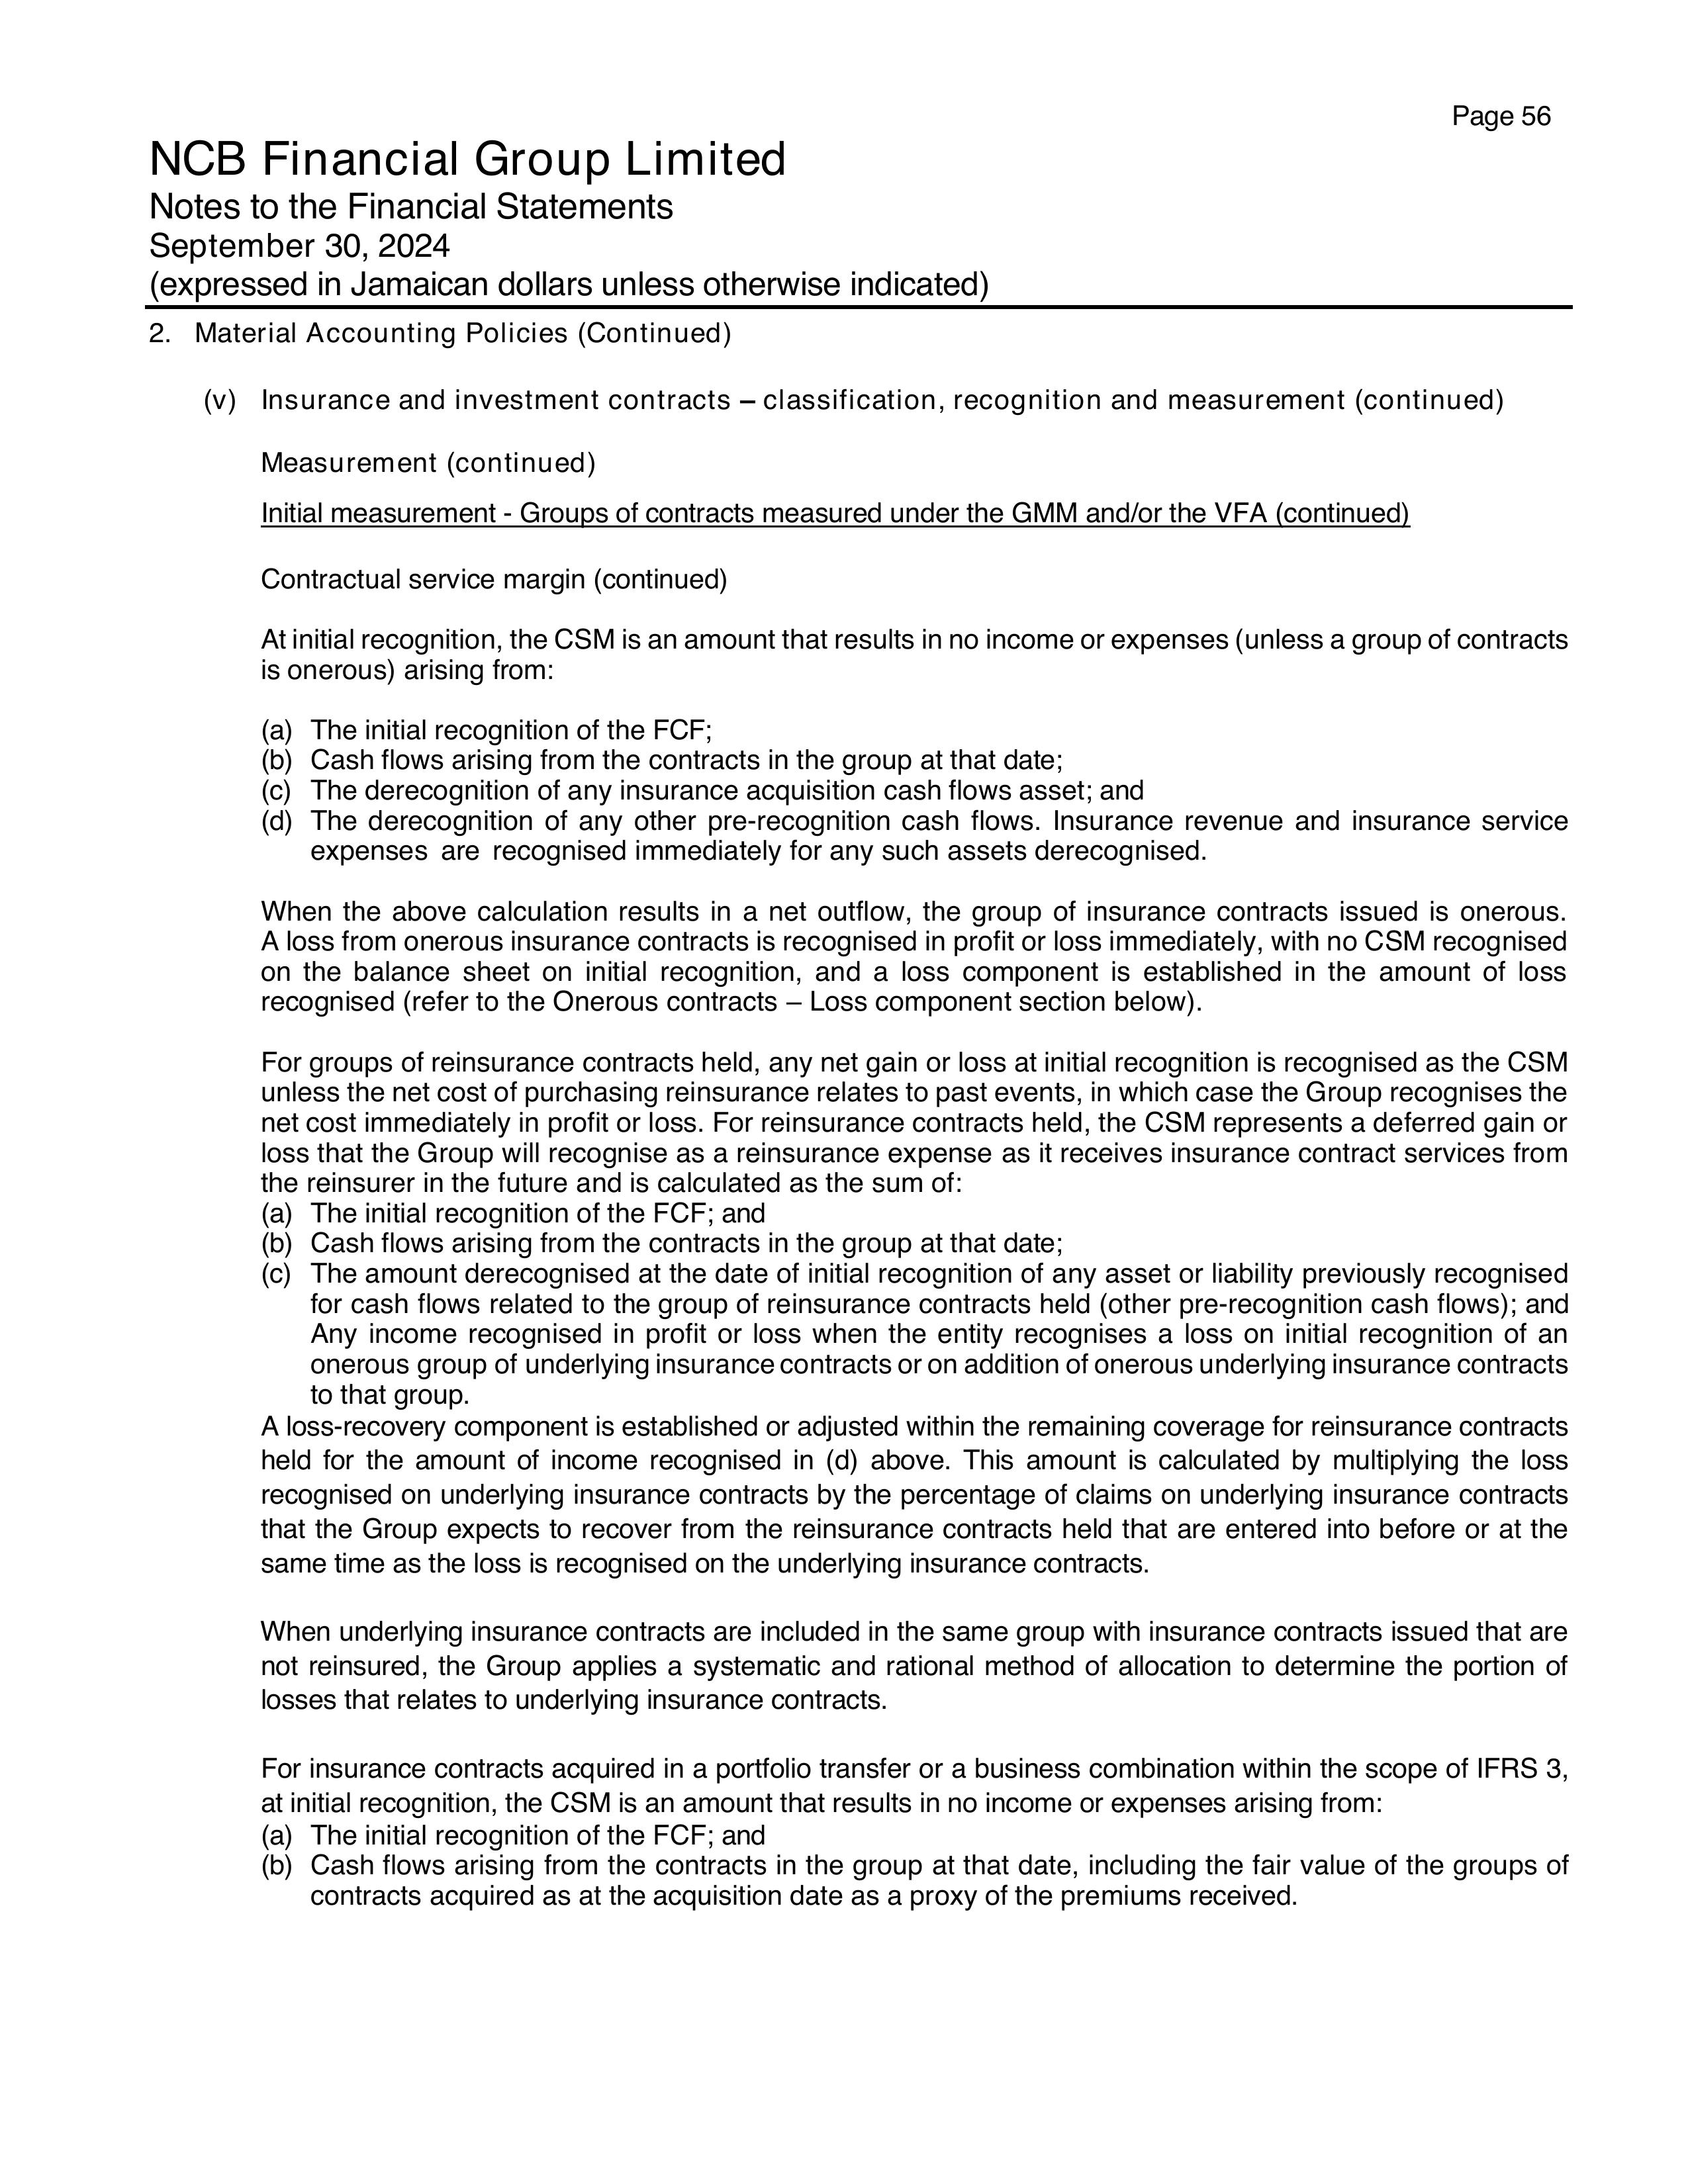 Page 56
NCB Financial Group Limited
Notes to the Financial Statements
September 30, 2024
(expressed in Jamaican dollars unless otherwise indicated)
2. Material Accounting Policies (Continued)
(v) Insurance and investment contracts – classification, recognition and measurement (continued)
Measurement (continued)
Initial measurement - Groups of contracts measured under the GMM and/or the VFA (continued)
Contractual service margin (continued)
At initial recognition, the CSM is an amount that results in no income or expenses (unless a group of contracts
is onerous) arising from:
(a) The initial recognition of the FCF;
(b) Cash flows arising from the contracts in the group at that date;
(c) The derecognition of any insurance acquisition cash flows asset; and
(d) The derecognition of any other pre-recognition cash flows. Insurance revenue and insurance service
expenses are recognised immediately for any such assets derecognised.
When the above calculation results in a net outflow, the group of insurance contracts issued is onerous.
A loss from onerous insurance contracts is recognised in profit or loss immediately, with no CSM recognised
on the balance sheet on initial recognition, and a loss component is established in the amount of loss
recognised (refer to the Onerous contracts – Loss component section below).
For groups of reinsurance contracts held, any net gain or loss at initial recognition is recognised as the CSM
unless the net cost of purchasing reinsurance relates to past events, in which case the Group recognises the
net cost immediately in profit or loss. For reinsurance contracts held, the CSM represents a deferred gain or
loss that the Group will recognise as a reinsurance expense as it receives insurance contract services from
the reinsurer in the future and is calculated as the sum of:
(a) The initial recognition of the FCF; and
(b) Cash flows arising from the contracts in the group at that date;
(c) The amount derecognised at the date of initial recognition of any asset or liability previously recognised
for cash flows related to the group of reinsurance contracts held (other pre-recognition cash flows); and
Any income recognised in profit or loss when the entity recognises a loss on initial recognition of an
onerous group of underlying insurance contracts or on addition of onerous underlying insurance contracts
to that group.
A loss-recovery component is established or adjusted within the remaining coverage for reinsurance contracts
held for the amount of income recognised in (d) above. This amount is calculated by multiplying the loss
recognised on underlying insurance contracts by the percentage of claims on underlying insurance contracts
that the Group expects to recover from the reinsurance contracts held that are entered into before or at the
same time as the loss is recognised on the underlying insurance contracts.
When underlying insurance contracts are included in the same group with insurance contracts issued that are
not reinsured, the Group applies a systematic and rational method of allocation to determine the portion of
losses that relates to underlying insurance contracts.
For insurance contracts acquired in a portfolio transfer or a business combination within the scope of IFRS 3,
at initial recognition, the CSM is an amount that results in no income or expenses arising from:
(a) The initial recognition of the FCF; and
(b) Cash flows arising from the contracts in the group at that date, including the fair value of the groups of
contracts acquired as at the acquisition date as a proxy of the premiums received.